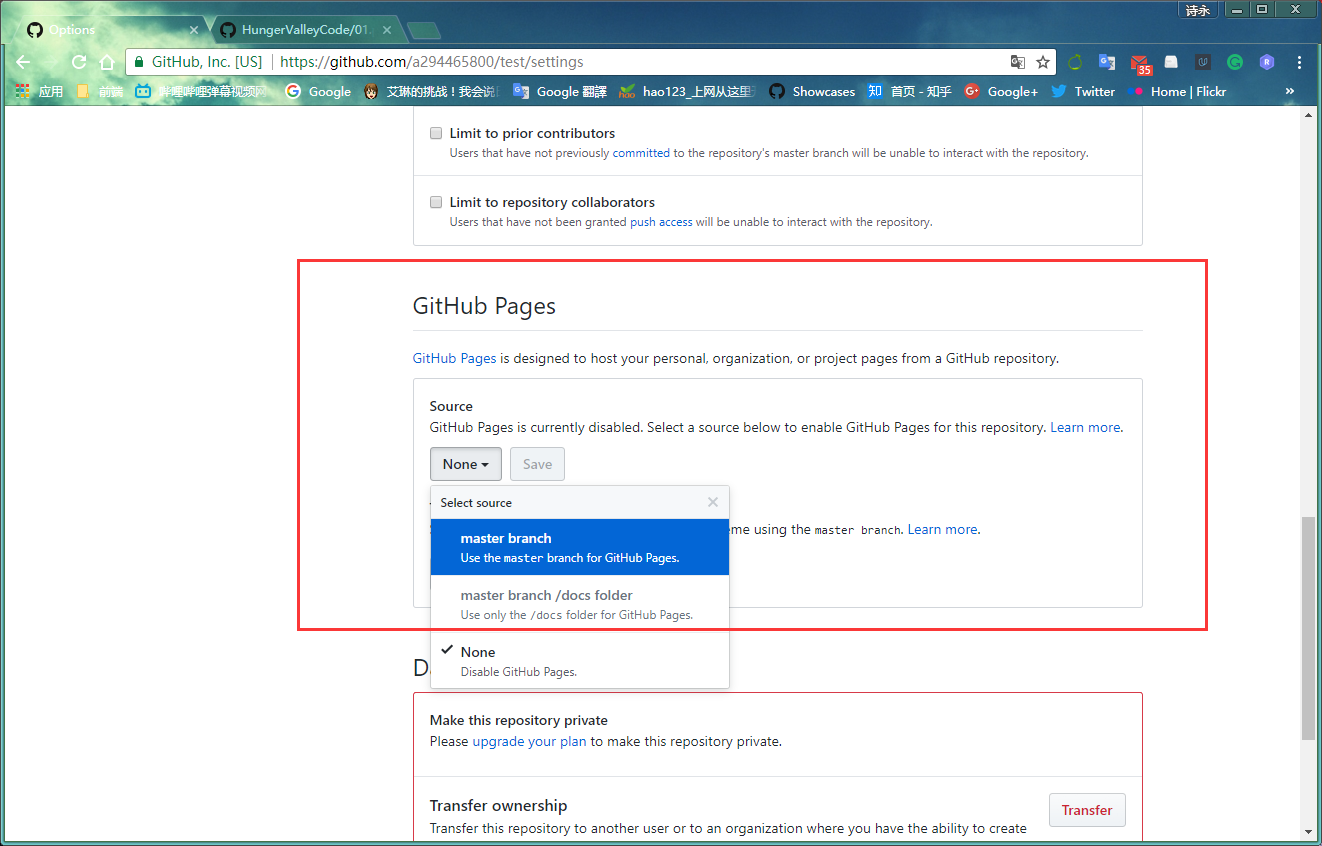 诗永
Options
HungerValleyCode/01.
GitHub, Inc. [US] https://github.com/a294465800/test/settings
35
应用 前端 哔哩哔哩弹幕视频网 Google 艾琳的挑战！我会说 Google 翻譯 hao123_上网从这里 Showcases 知 首页 - 知乎 G+ Google+ Twitter Home | Flickr »
Limit to prior contributors
Users that have not previously committed to the repository's master branch will be unable to interact with the repository.
Limit to repository collaborators
Users that have not been granted push access will be unable to interact with the repository.
GitHub Pages
GitHub Pages is designed to host your personal, organization, or project pages from a GitHub repository.
Source
GitHub Pages is currently disabled. Select a source below to enable GitHub Pages for this repository. Learn more.
None Save
Select source
master branch
eme using the master branch. Learn more.
Use the master branch for GitHub Pages.
master branch /docs folder
Use only the /docs folder for GitHub Pages.
None
Disable GitHub Pages.
D
Make this repository private
Please upgrade your plan to make this repository private.
Transfer ownership
Transfer
Transfer this repository to another user or to an organization where you have the ability to create